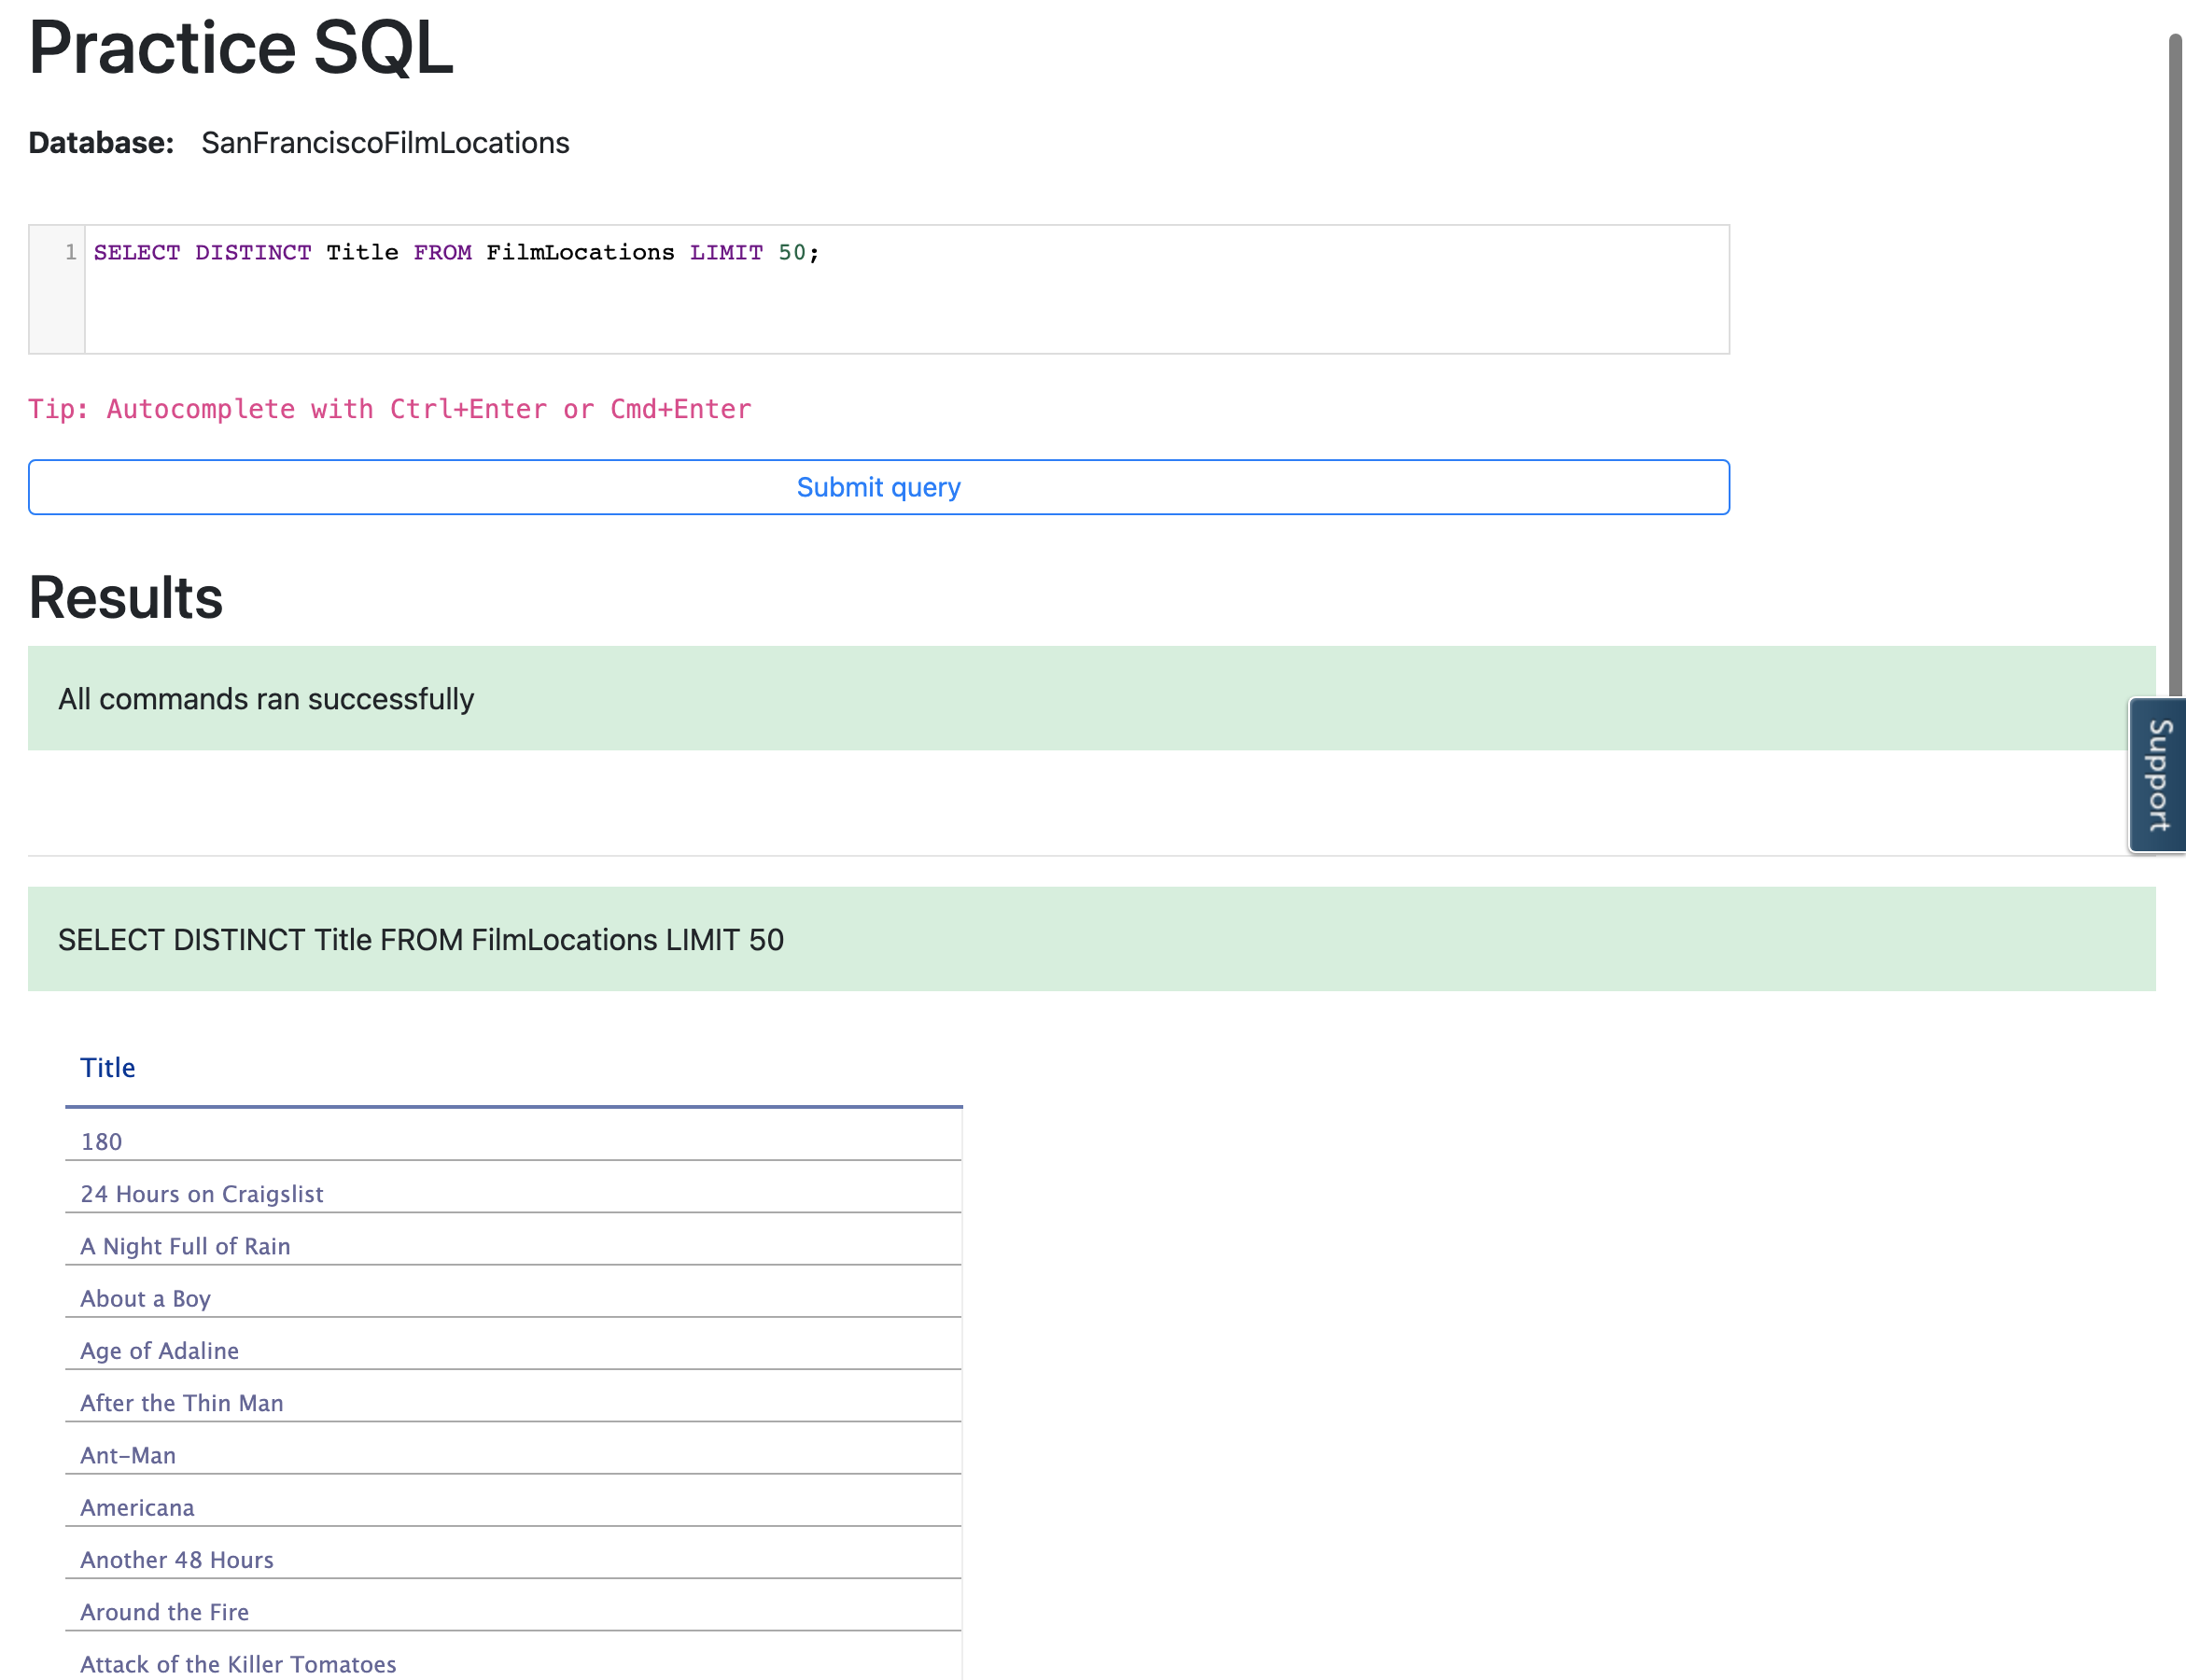 Practice SQL
Database: SanFranciscoFilmLocations
1 SELECT DISTINCT Title FROM FilmLocations LIMIT 50;
Tip: Autocomplete with Ctrl+Enter or Cmd+Enter
Submit query
Results
All commands ran successfully
Support
SELECT DISTINCT Title FROM FilmLocations LIMIT 50
Title
180
24 Hours on Craigslist
A Night Full of Rain
About a Boy
Age of Adaline
After the Thin Man
Ant-Man
Americana
Another 48 Hours
Around the Fire
Attack of the Killer Tomatoes